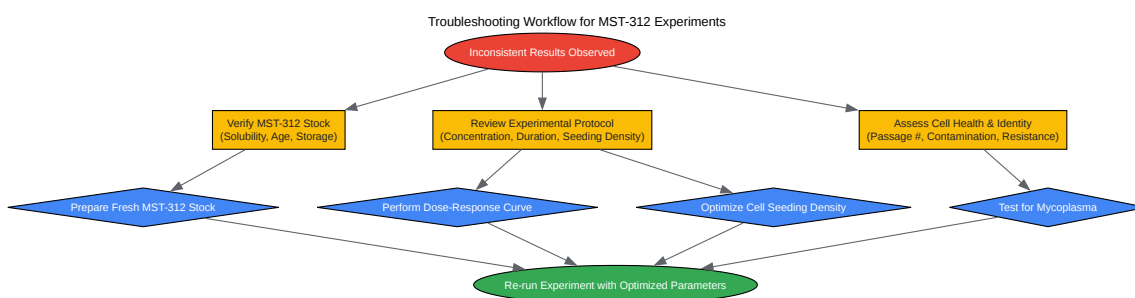 Troubleshooting Workflow for MST-312 Experiments
Inconsistent Results Observed
Verify MST-312 Stock
(Solubility, Age, Storage)
Review Experimental Protocol
(Concentration, Duration, Seeding Density)
Assess Cell Health & Identity
(Passage #, Contamination, Resistance)
Prepare Fresh MST-312 Stock
Perform Dose-Response Curve
Optimize Cell Seeding Density
Test for Mycoplasma
Re-run Experiment with Optimized Parameters